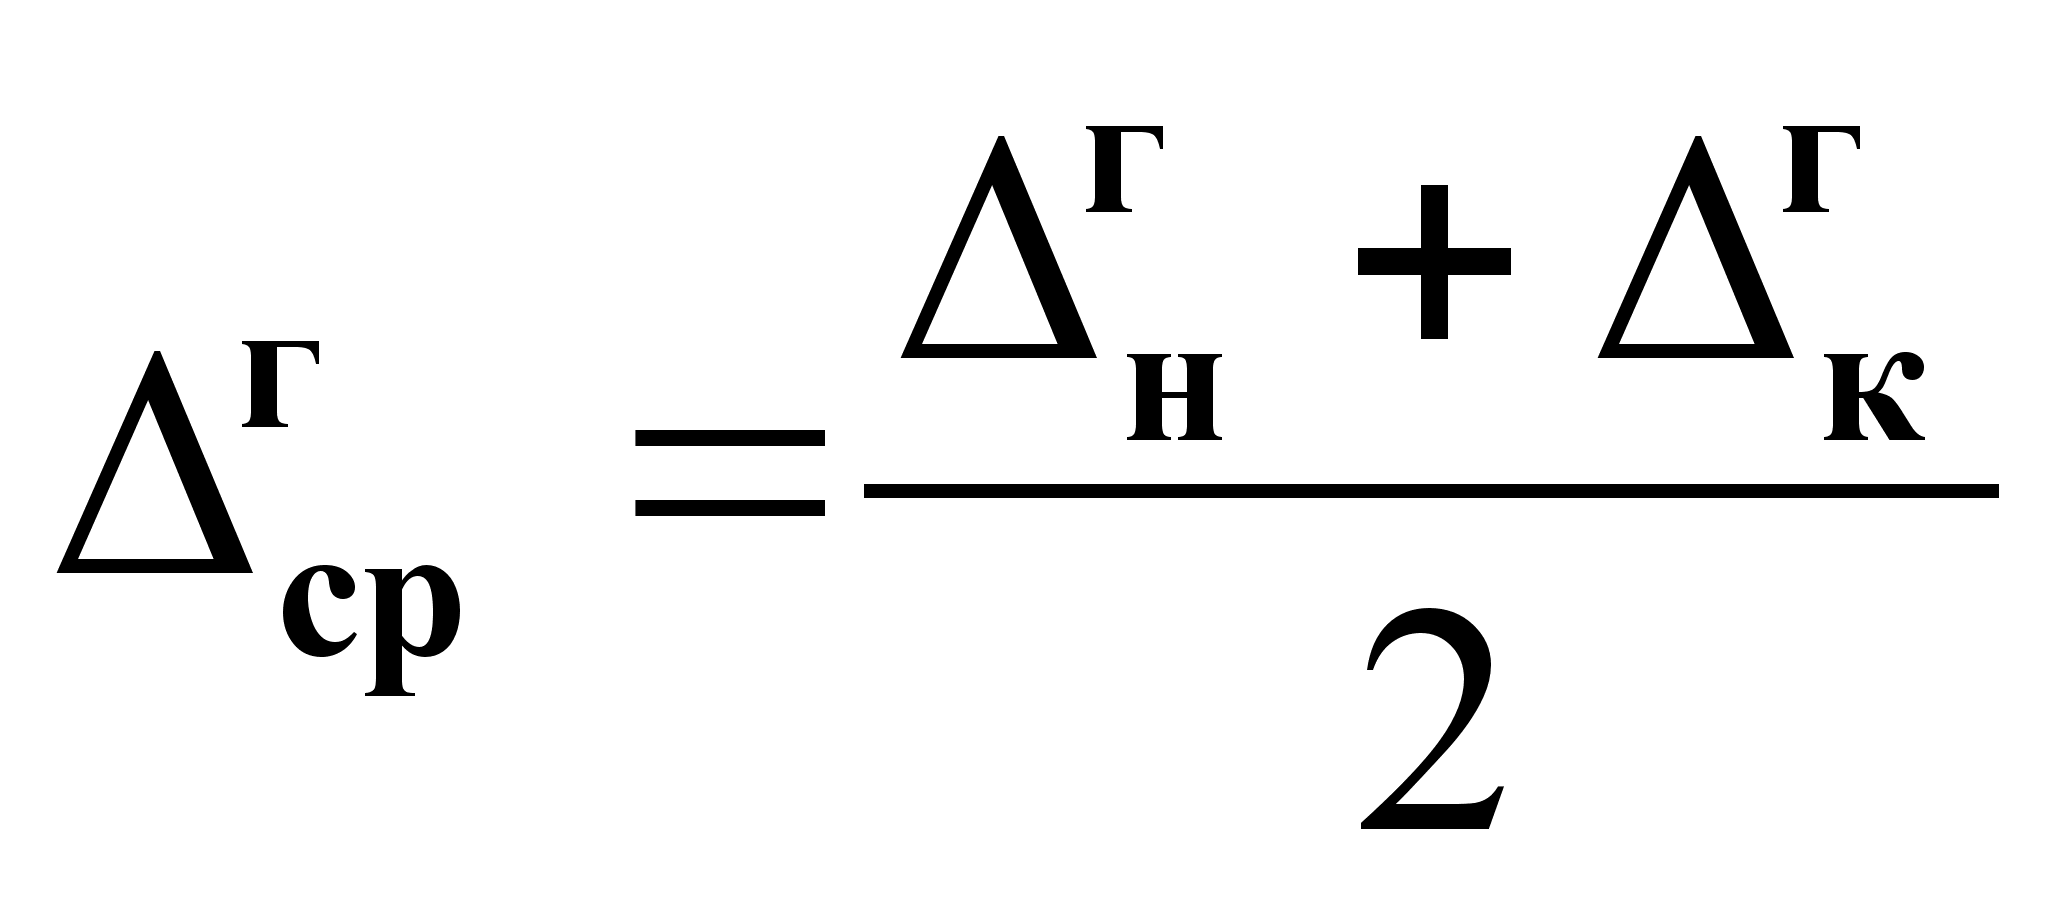 Δ^г_ср = (Δ^г_н + Δ^г_к) / 2